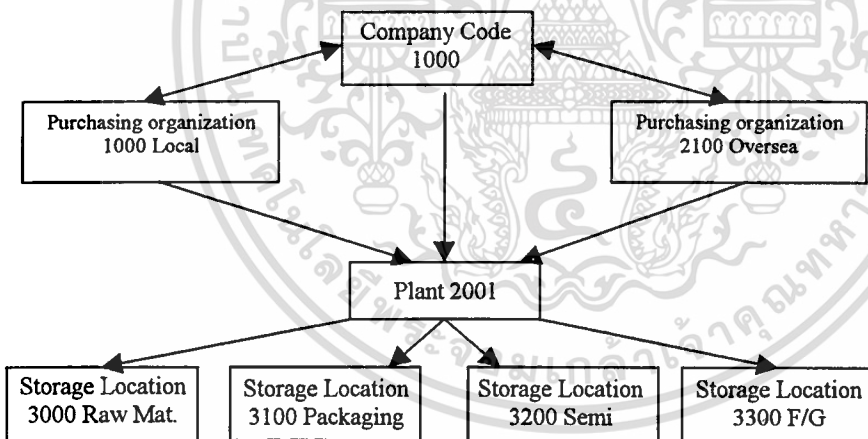 Company Code
1000
Purchasing organization
1000 Local
Purchasing organization
2100 Oversea
Plant 2001
Storage Location
3000 Raw Mat.
Storage Location
3100 Packaging
Storage Location
3200 Semi
Storage Location
3300 F/G